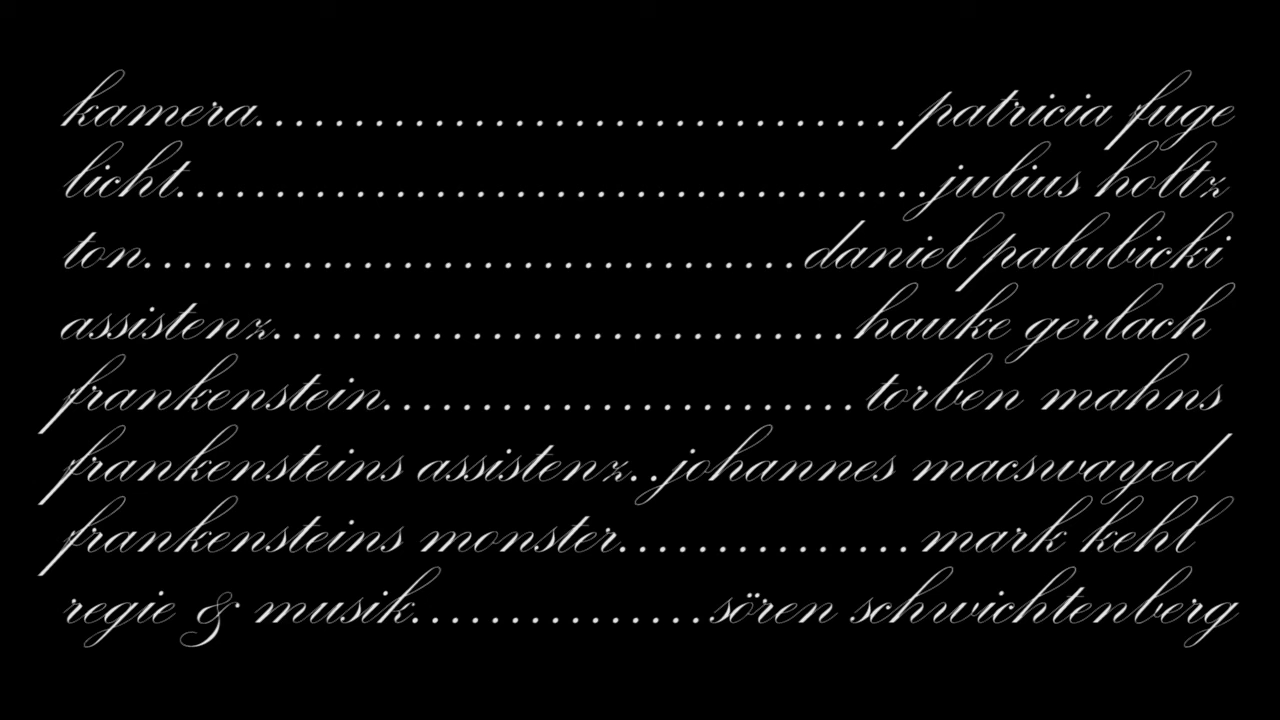 kamera.................................patricia fuge
licht......................................julius holtz
ton.................................daniel palubicki
assistenz.............................hauke gerlach
frankenstein........................torben mahns
frankensteins assistenz..johannes macswayed
frankensteins monster...............mark kehl
regie & musik...............sören schwichtenberg